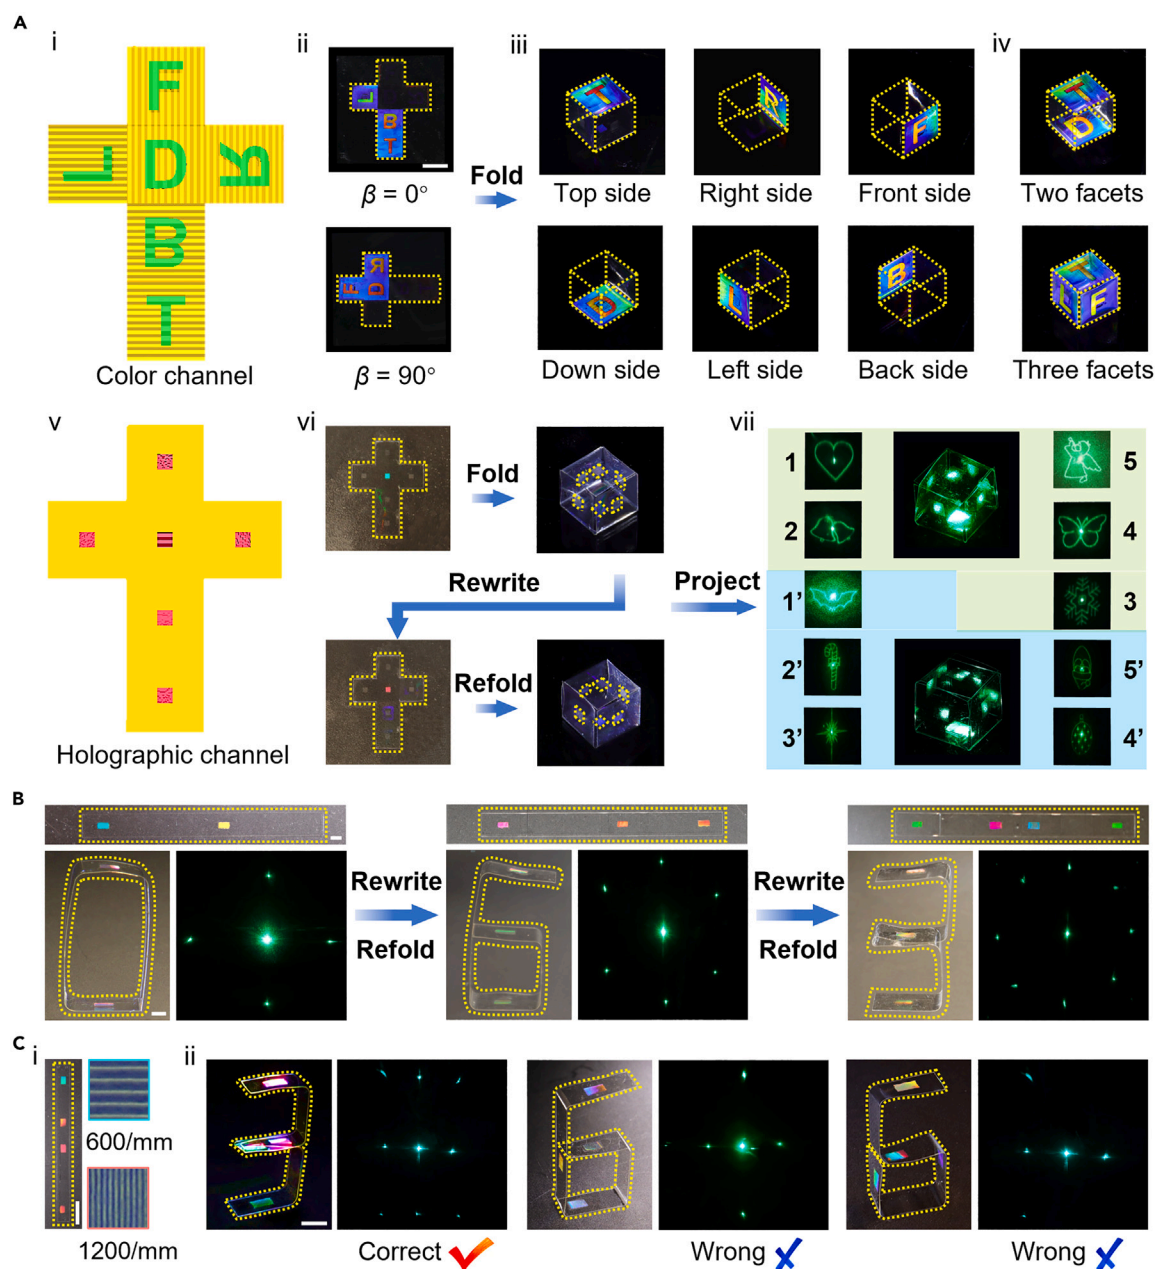 A
i
F
L
D
R
B
T
Color channel
ii
L
B
T
β = 0°
R
F
D
β = 90°
Fold
iii
T
Top side
R
Right side
F
Front side
D
Down side
L
Left side
B
Back side
iv
T
D
Two facets
T
L
F
Three facets
v
Holographic channel
vi
Fold
Rewrite
Refold
Project
vii
1
5
2
4
1’
3
2’
5’
3’
4’
B
Rewrite
Refold
Rewrite
Refold
C
i
600/mm
1200/mm
ii
Correct
Wrong
Wrong